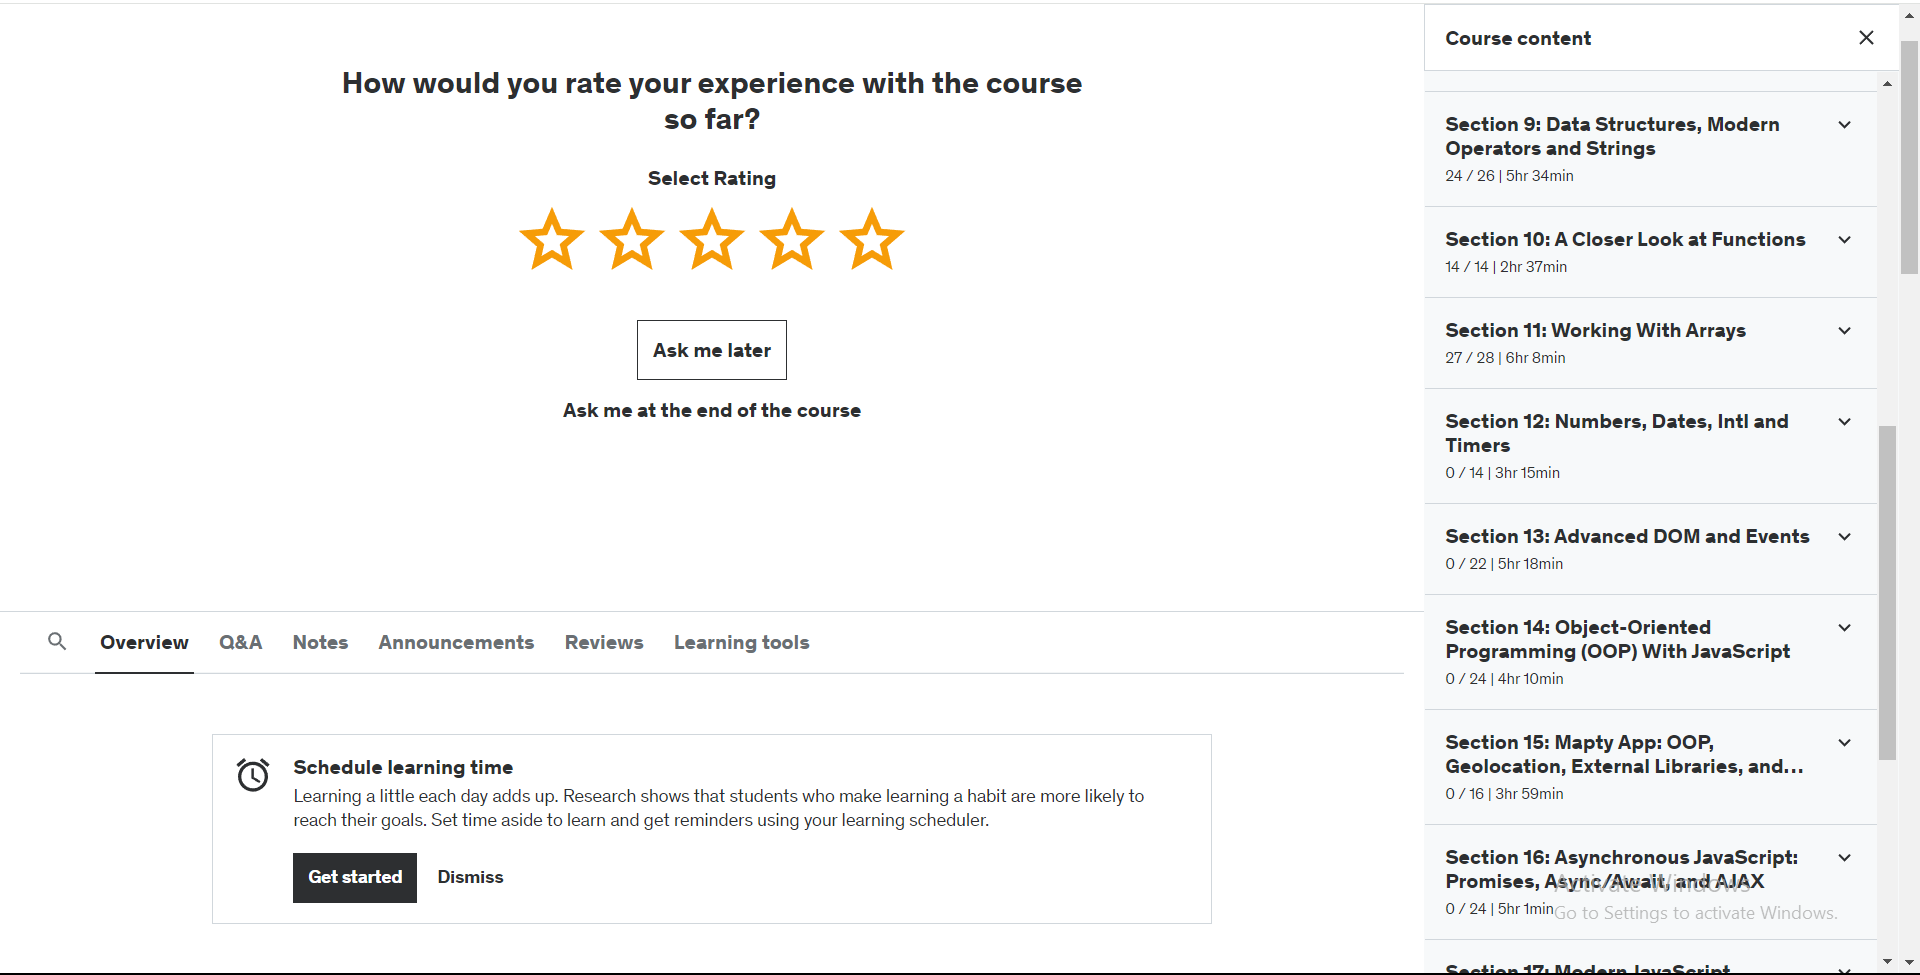 How would you rate your experience with the course
so far?
Select Rating
Ask me later
Ask me at the end of the course
Overview
Q&A
Notes
Announcements
Reviews
Learning tools
Schedule learning time
Learning a little each day adds up. Research shows that students who make learning a habit are more likely to
reach their goals. Set time aside to learn and get reminders using your learning scheduler.
Get started
Dismiss
Course content
Section 9: Data Structures, Modern
Operators and Strings
24 / 26 | 5hr 34min
Section 10: A Closer Look at Functions
14 / 14 | 2hr 37min
Section 11: Working With Arrays
27 / 28 | 6hr 8min
Section 12: Numbers, Dates, Intl and
Timers
0 / 14 | 3hr 15min
Section 13: Advanced DOM and Events
0 / 22 | 5hr 18min
Section 14: Object-Oriented
Programming (OOP) With JavaScript
0 / 24 | 4hr 10min
Section 15: Mapty App: OOP,
Geolocation, External Libraries, and...
0 / 16 | 3hr 59min
Section 16: Asynchronous JavaScript:
Promises, Async/Await, and AJAX
0 / 24 | 5hr 1min
Activate Windows
Go to Settings to activate Windows.
Section 17: Modern JavaScript